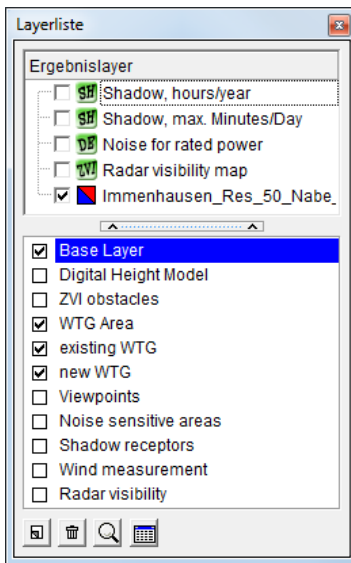 Layerliste
Ergebnislayer
SH Shadow, hours/year
SH Shadow, max. Minutes/Day
DB Noise for rated power
ZVI Radar visibility map
Immenhausen_Res_50_Nabe_
Base Layer
Digital Height Model
ZVI obstacles
WTG Area
existing WTG
new WTG
Viewpoints
Noise sensitive areas
Shadow receptors
Wind measurement
Radar visibility